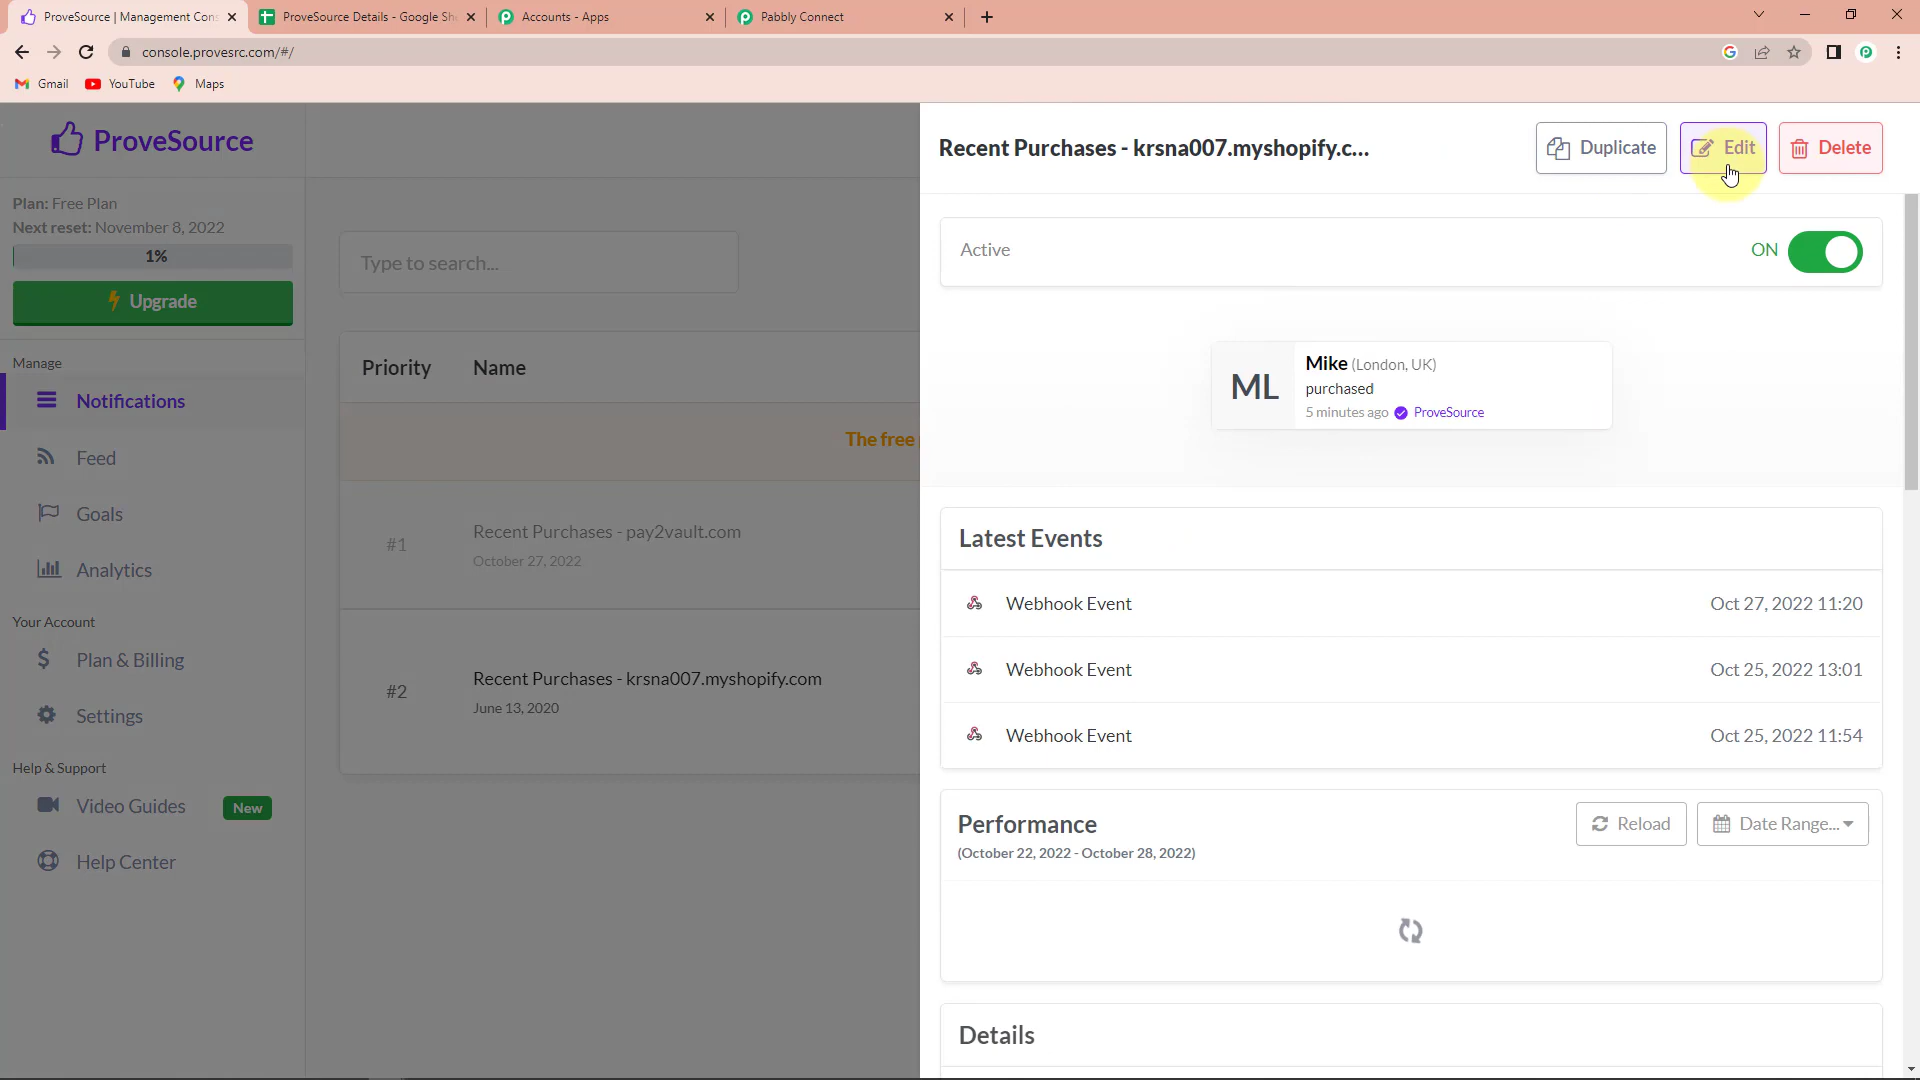 ProveSource | Management Con
ProveSource Details - Google Sh
Accounts - Apps
Pabbly Connect
console.provesrc.com/#/
Gmail
YouTube
Maps
ProveSource
Plan: Free Plan
Next reset: November 8, 2022
1%
Upgrade
Manage
Notifications
Feed
Goals
Analytics
Your Account
Plan & Billing
Settings
Help & Support
Video Guides New
Help Center
Type to search...
Priority Name
The free
#1
Recent Purchases - pay2vault.com
October 27, 2022
#2
Recent Purchases - krsna007.myshopify.com
June 13, 2020
Recent Purchases - krsna007.myshopify.c...
Duplicate
Edit
Delete
Active
ON
ML
Mike (London, UK)
purchased
5 minutes ago ProveSource
Latest Events
Webhook Event Oct 27, 2022 11:20
Webhook Event Oct 25, 2022 13:01
Webhook Event Oct 25, 2022 11:54
Performance
(October 22, 2022 - October 28, 2022)
Reload
Date Range...
Details